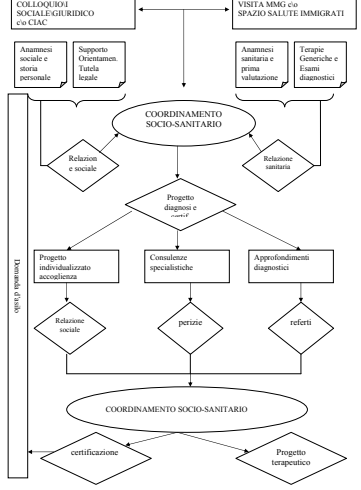 COLLOQUIO\I
SOCIALE\GIURIDICO
c\o CIAC
VISITA MMG c\o
SPAZIO SALUTE IMMIGRATI
Anamnesi
sociale e
storia
personale
Supporto
Orientamen.
Tutela
legale
Anamnesi
sanitaria e
prima
valutazione
Terapie
Generiche e
Esami
diagnostici
COORDINAMENTO
SOCIO-SANITARIO
Relazion
e sociale
Relazione
sanitaria
Progetto
diagnosi e
certif
Domanda d'asilo
Progetto
individualizzato
accoglienza
Consulenze
specialistiche
Approfondimenti
diagnostici
Relazione
sociale
perizie
referti
COORDINAMENTO SOCIO-SANITARIO
certificazione
Progetto
terapeutico